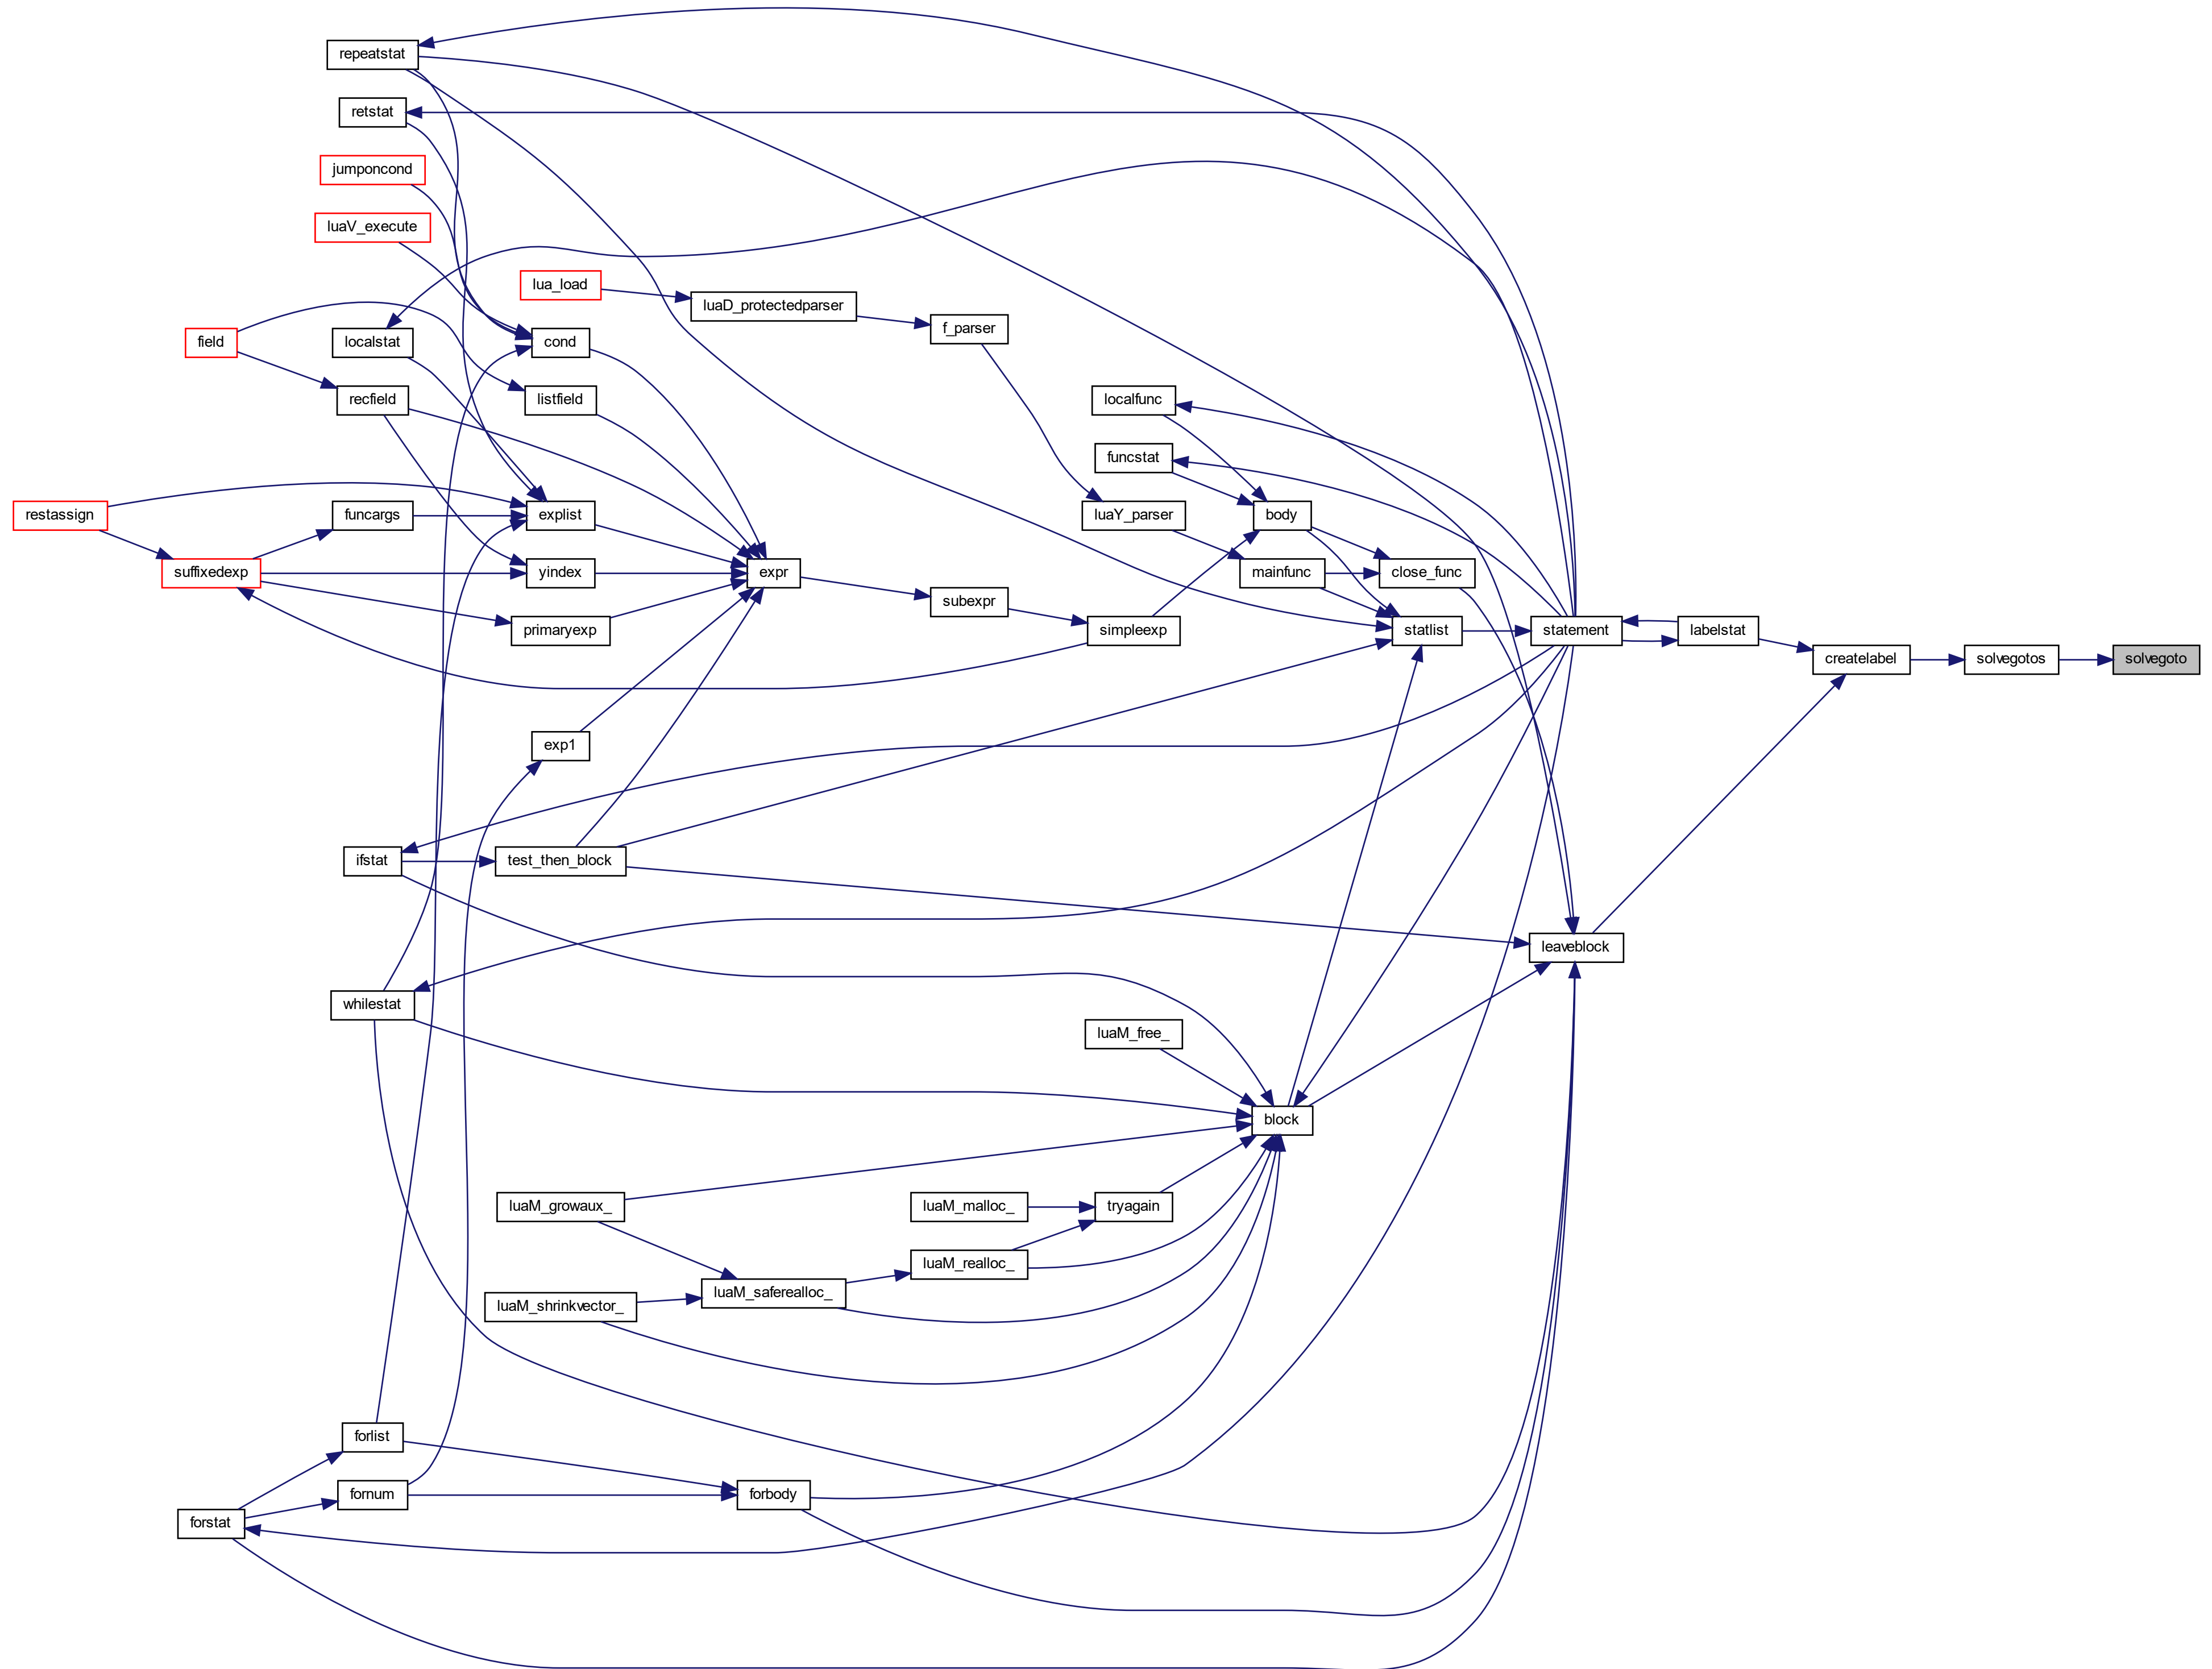 repeatstat
retstat
jumponcond
luaV_execute
lua_load
luaD_protectedparser
f_parser
field
localstat
cond
recfield
listfield
localfunc
funcstat
restassign
funcargs
explist
luaY_parser
body
suffixedexp
yindex
expr
mainfunc
close_func
subexpr
primaryexp
simpleexp
statlist
statement
labelstat
createlabel
solvegotos
solvegoto
exp1
ifstat
test_then_block
leaveblock
whilestat
luaM_free_
block
luaM_growaux_
luaM_malloc_
tryagain
luaM_realloc_
luaM_saferealloc_
luaM_shrinkvector_
forlist
fornum
forbody
forstat